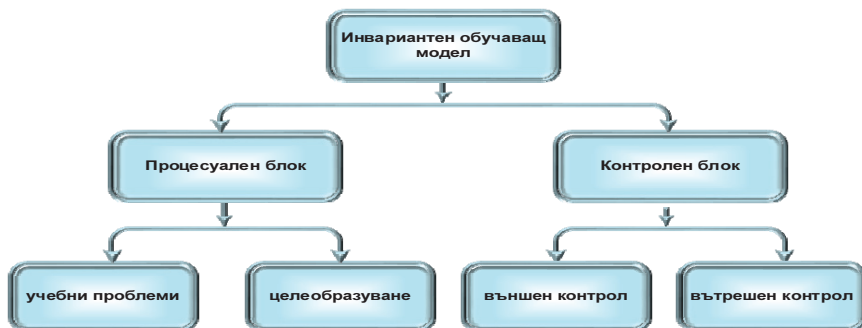 Инвариантен обучаващ
модел
Процесуален блок
Контролен блок
учебни проблеми
целеобразуване
външен контрол
вътрешен контрол